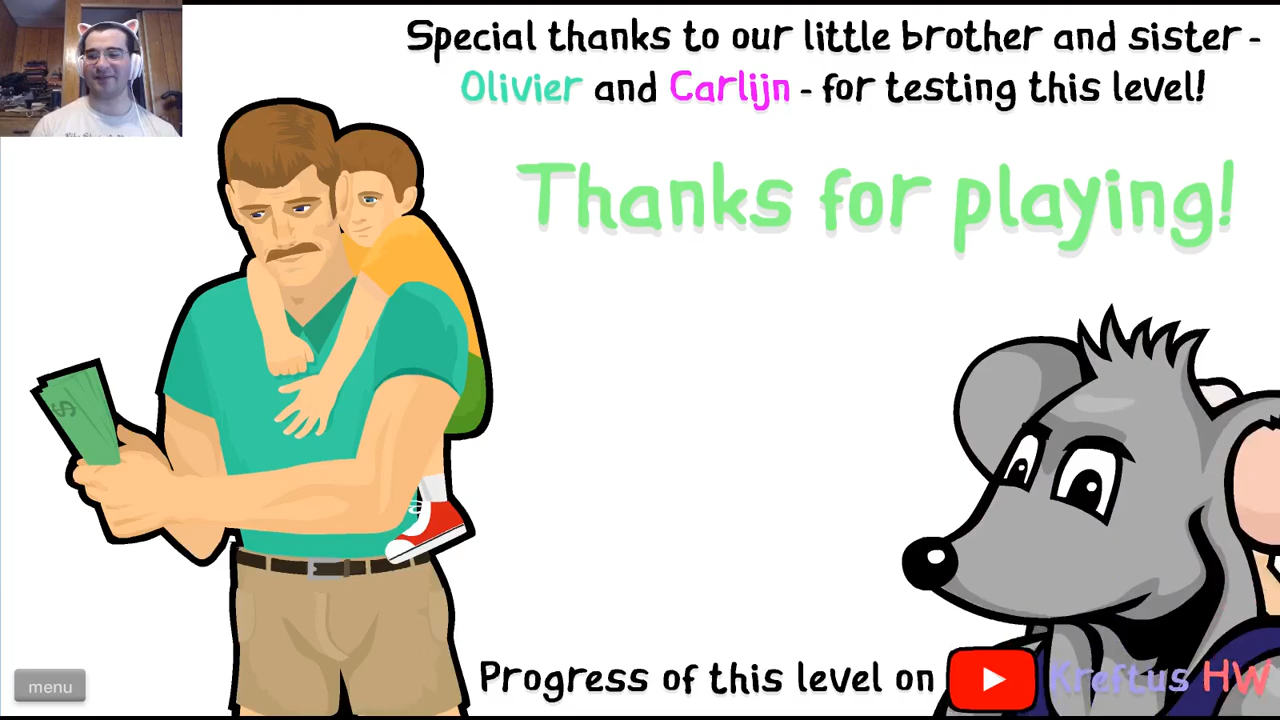 Special thanks to our little brother and sister -
Olivier and Carlijn - for testing this level!
Thanks for playing!
Progress of this level on Kreftus HW
menu